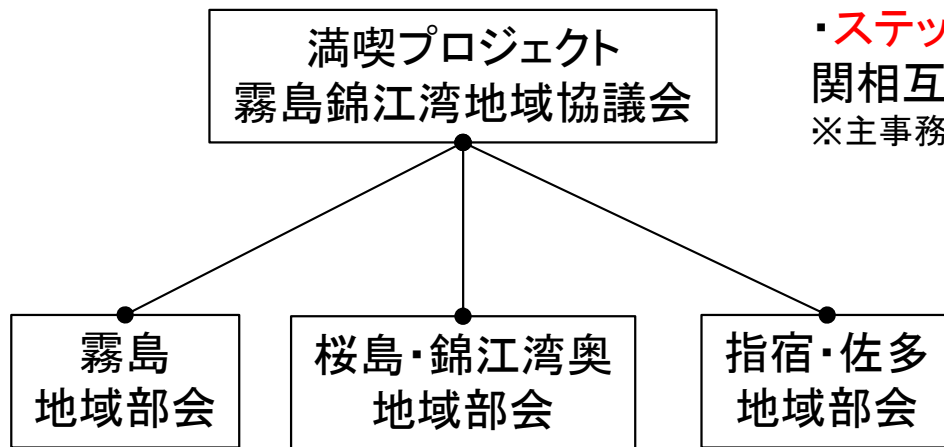 満喫プロジェクト
霧島錦江湾地域協議会
・ステッ
関相互
※主事務
霧島
地域部会
桜島・錦江湾奥
地域部会
指宿・佐多
地域部会